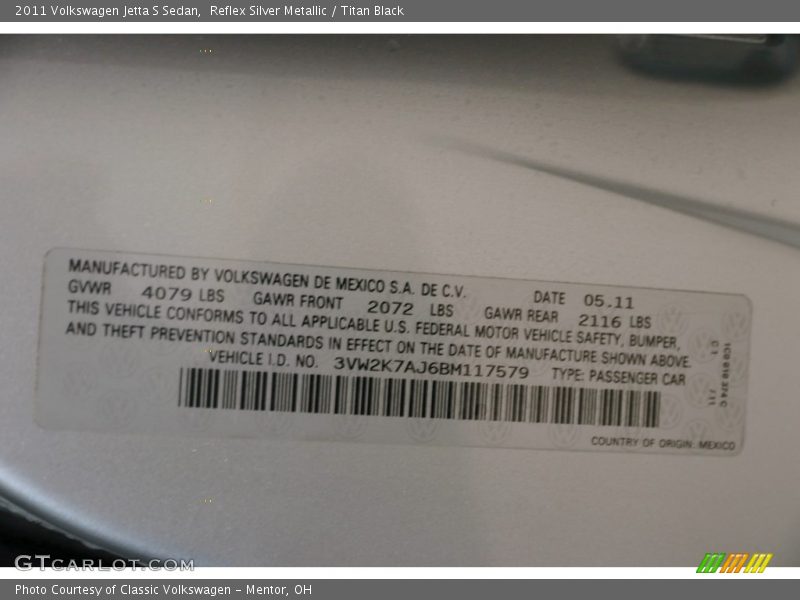 2011 Volkswagen Jetta S Sedan, Reflex Silver Metallic / Titan Black
MANUFACTURED BY VOLKSWAGEN DE MEXICO S.A. DE C.V. DATE 05.11
GVWR 4079 LBS GAWR FRONT 2072 LBS GAWR REAR 2116 LBS
THIS VEHICLE CONFORMS TO ALL APPLICABLE U.S. FEDERAL MOTOR VEHICLE SAFETY, BUMPER,
AND THEFT PREVENTION STANDARDS IN EFFECT ON THE DATE OF MANUFACTURE SHOWN ABOVE.
VEHICLE I.D. NO. 3VW2K7AJ6BM117579 TYPE: PASSENGER CAR
1C0 010 374 C
COUNTRY OF ORIGIN: MEXICO
GTCARLOT.COM
Photo Courtesy of Classic Volkswagen - Mentor, OH